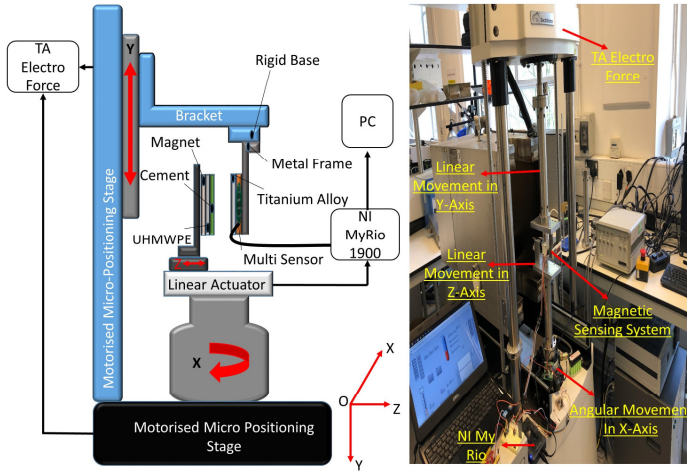 TA
Electro
Force
Y
Rigid Base
Bracket
PC
Magnet
Metal Frame
Cement
Titanium Alloy
NI
MyRio
1900
UHMWPE
Multi Sensor
Linear Actuator
X
Motorised Micro-Positioning Stage
Motorised Micro Positioning
Stage
X
O
Z
Y
TA Electro
Force
Linear
Movement in
Y-Axis
Linear
Movement in
Z-Axis
Magnetic
Sensing System
Angular Movement
In X-Axis
NI My
Rio